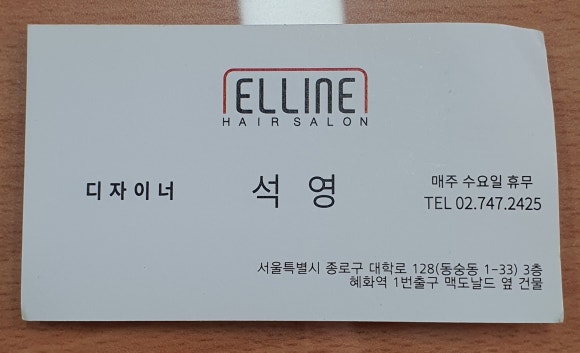 ELLINE
HAIR SALON
디자이너
석 영
매주 수요일 휴무
TEL 02.747.2425
서울특별시 종로구 대학로 128(동숭동 1-33) 3층
혜화역 1번출구 맥도날드 옆 건물